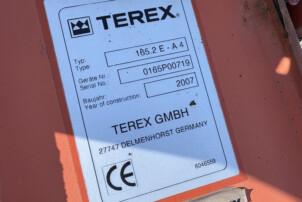 TEREX®
Typ:
Type: 165.2 E - A 4
Geräte Nr.:
Serial No.: 0165P00719
Baujahr:
Year of construction: 2007
TEREX GMBH
27747 DELMENHORST GERMANY
CE
6046559